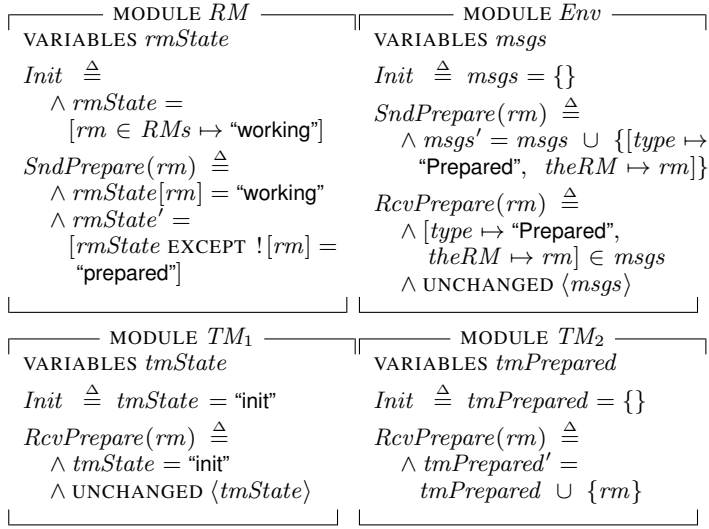 MODULE RM
VARIABLES rmState
Init ≜
∧ rmState =
[rm ∈ RMs ↦ “working”]
SndPrepare(rm) ≜
∧ rmState[rm] = “working”
∧ rmState′ =
[rmState EXCEPT ![rm] =
“prepared”]
MODULE Env
VARIABLES msgs
Init ≜ msgs = {}
SndPrepare(rm) ≜
∧ msgs′ = msgs ∪ {[type ↦
“Prepared”, theRM ↦ rm]}
RcvPrepare(rm) ≜
∧ [type ↦ “Prepared”,
theRM ↦ rm] ∈ msgs
∧ UNCHANGED ⟨msgs⟩
MODULE TM₁
VARIABLES tmState
Init ≜ tmState = “init”
RcvPrepare(rm) ≜
∧ tmState = “init”
∧ UNCHANGED ⟨tmState⟩
MODULE TM₂
VARIABLES tmPrepared
Init ≜ tmPrepared = {}
RcvPrepare(rm) ≜
∧ tmPrepared′ =
tmPrepared ∪ {rm}